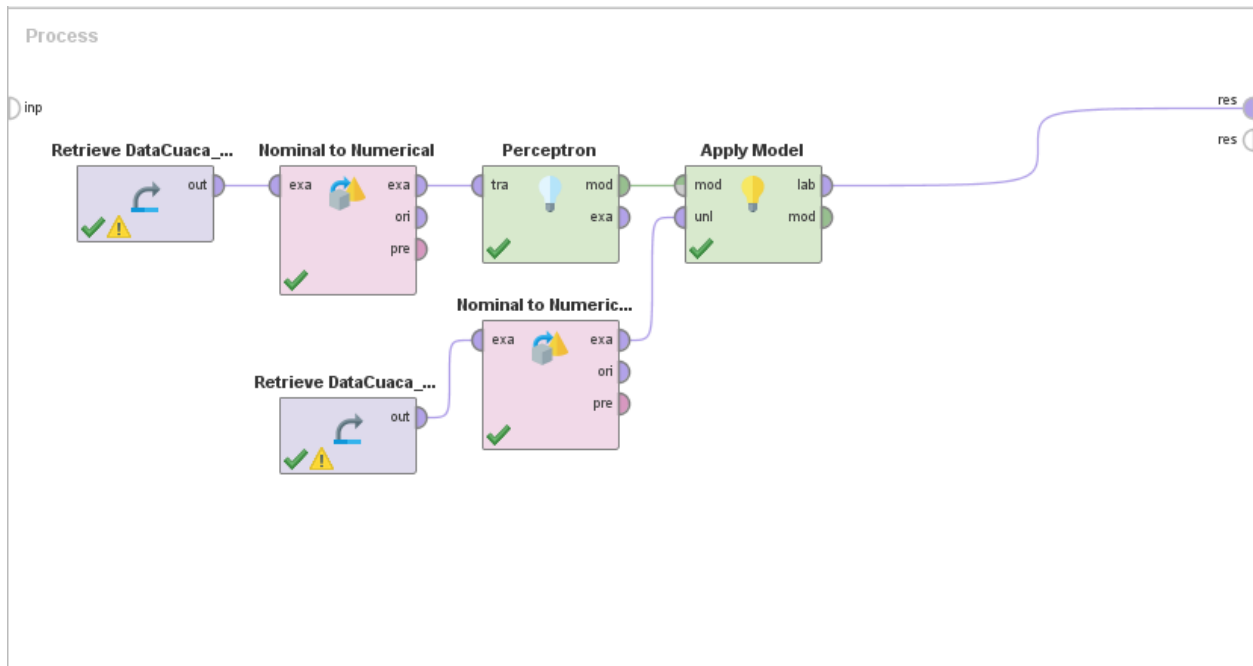 Process
inp
res
res
Retrieve DataCuaca_...
out
Nominal to Numerical
exa
exa
ori
pre
Perceptron
tra
mod
exa
Apply Model
mod
lab
unl
mod
Nominal to Numeric...
exa
exa
ori
pre
Retrieve DataCuaca_...
out